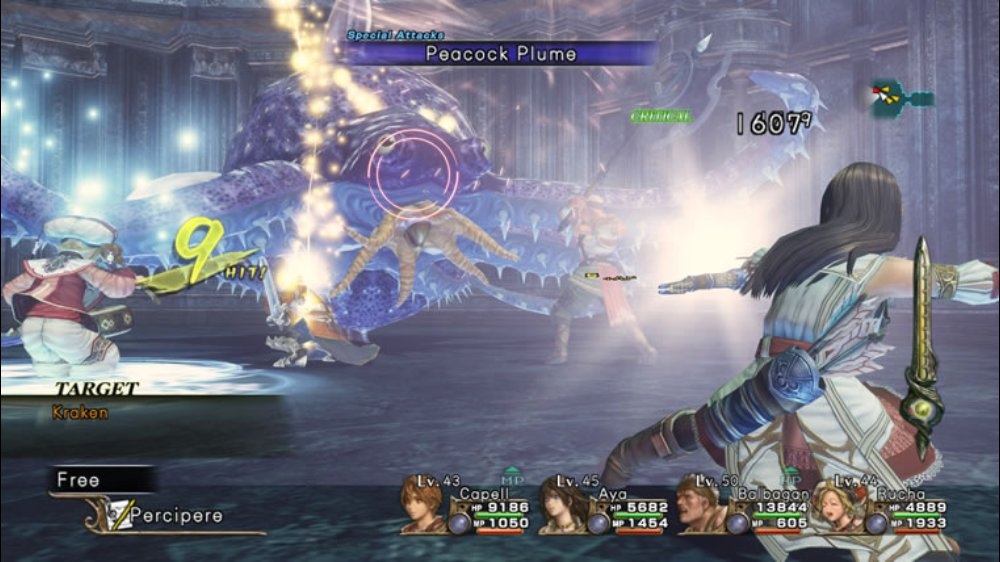 Special Attacks
Peacock Plume
CRITICAL
16079
9
HIT!
TARGET
Kraken
Free
Percipere
Lv. 43
MP
Capell
HP 9186
MP 1050
Lv. 45
Aya
HP 5682
MP 1454
Lv. 50
HP
Balbagan
HP 13844
MP 605
Lv. 44
Rucha
HP 4889
MP 1933